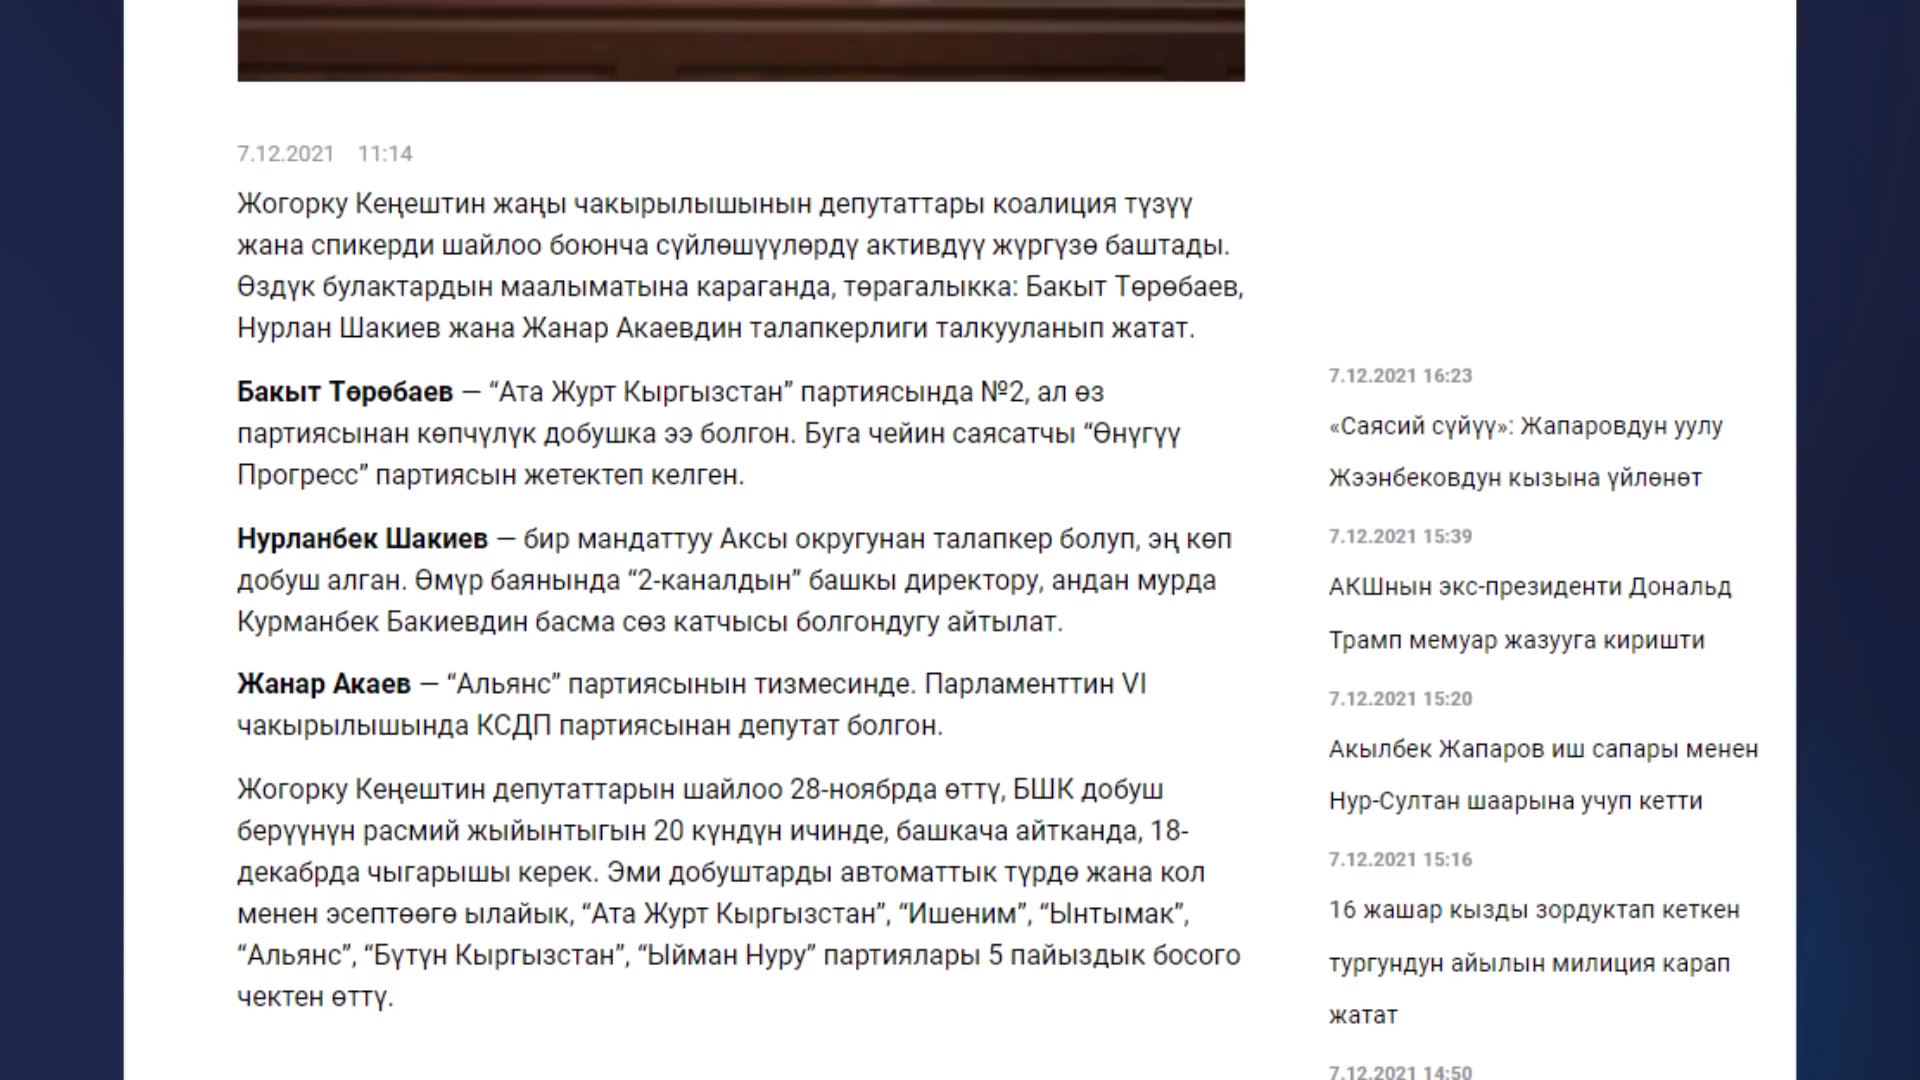 7.12.2021 11:14
Жогорку Кеңештин жаңы чакырылышынын депутаттары коалиция түзүү
жана спикерди шайлоо боюнча сүйлөшүүлөрдү активдүү жүргүзө баштады.
Өздүк булактардын маалыматына караганда, төрагалыкка: Бакыт Төрөбаев,
Нурлан Шакиев жана Жанар Акаевдин талапкерлиги талкууланып жатат.
Бакыт Төрөбаев — “Ата Журт Кыргызстан” партиясында №2, ал өз
партиясынан көпчүлүк добушка ээ болгон. Буга чейин саясатчы “Өнүгүү
Прогресс” партиясын жетектеп келген.
Нурланбек Шакиев — бир мандаттуу Аксы округунан талапкер болуп, эң көп
добуш алган. Өмүр баянында “2-каналдын” башкы директору, андан мурда
Курманбек Бакиевдин басма сөз катчысы болгондугу айтылат.
Жанар Акаев — “Альянс” партиясынын тизмесинде. Парламенттин VI
чакырылышында КСДП партиясынан депутат болгон.
Жогорку Кеңештин депутаттарын шайлоо 28-ноябрда өттү, БШК добуш
берүүнүн расмий жыйынтыгын 20 күндүн ичинде, башкача айтканда, 18-
декабрда чыгарышы керек. Эми добуштарды автоматтык түрдө жана кол
менен эсептөөгө ылайык, “Ата Журт Кыргызстан”, “Ишеним”, “Ынтымак”,
“Альянс”, “Бүтүн Кыргызстан”, “Ыйман Нуру” партиялары 5 пайыздык босого
чектен өттү.
7.12.2021 16:23
«Саясий сүйүү»: Жапаровдун уулу
Жээнбековдун кызына үйлөнөт
7.12.2021 15:39
АКШнын экс-президенти Дональд
Трамп мемуар жазууга киришти
7.12.2021 15:20
Акылбек Жапаров иш сапары менен
Нур-Султан шаарына учуп кетти
7.12.2021 15:16
16 жашар кызды зордуктап кеткен
тургундун айылын милиция карап
жатат
7.12.2021 14:50